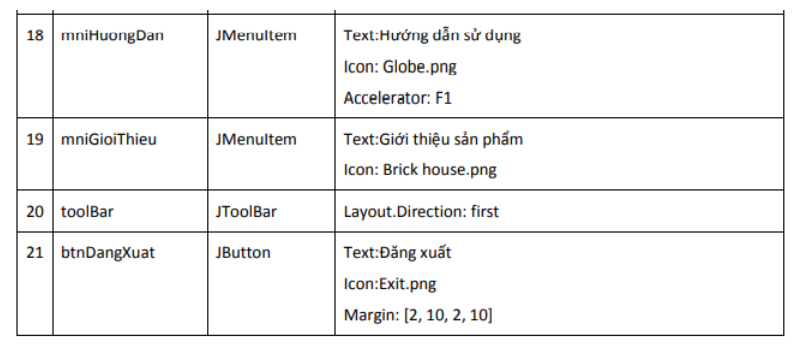 18 mniHuongDan JMenuItem Text:Hướng dẫn sử dụng
Icon: Globe.png
Accelerator: F1
19 mniGioiThieu JMenuItem Text:Giới thiệu sản phẩm
Icon: Brick house.png
20 toolBar JToolBar Layout.Direction: first
21 btnDangXuat JButton Text:Đăng xuất
Icon:Exit.png
Margin: [2, 10, 2, 10]